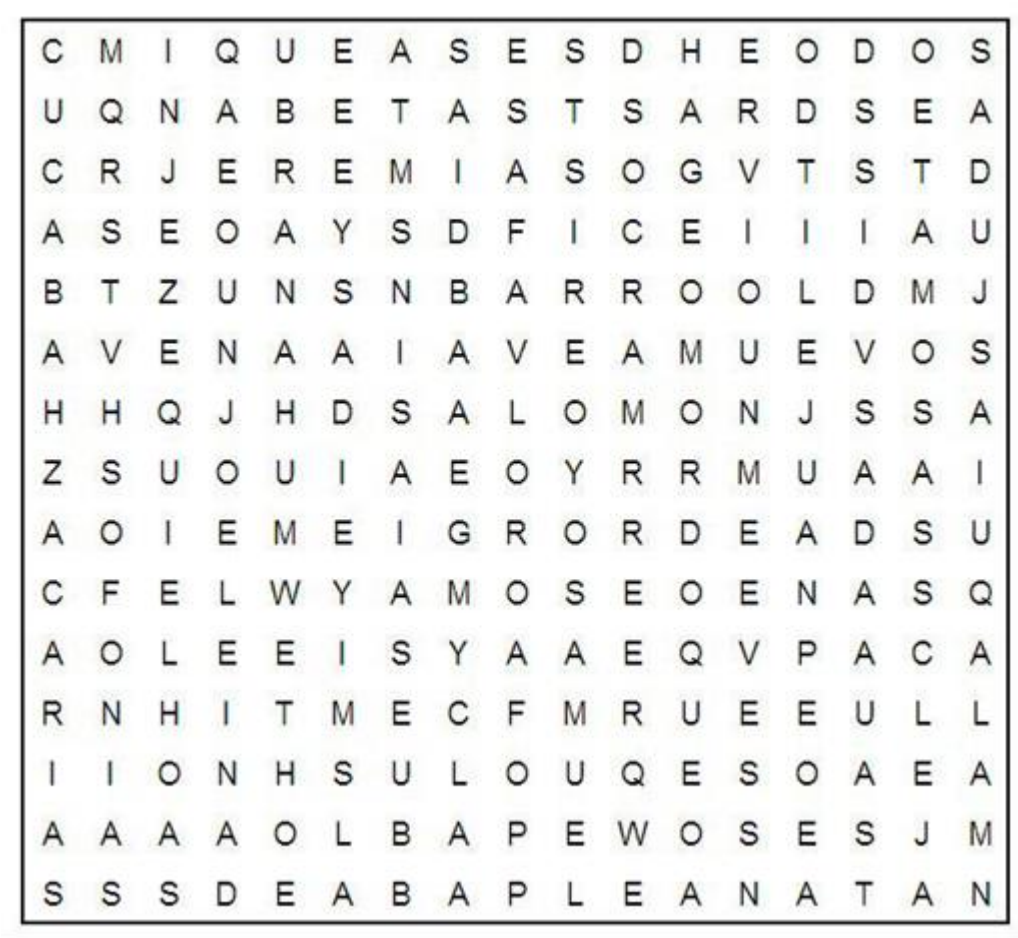 C M I Q U E A S E S D H E O D O S
U Q N A B E T A S T S A R D S E A
C R J E R E M I A S O G V T S T D
A S E O A Y S D F I C E I I I A U
B T Z U N S N B A R R O O L D M J
A V E N A A I A V E A M U E V O S
H H Q J H D S A L O M O N J S S A
Z S U O U I A E O Y R R M U A A I
A O I E M E I G R O R D E A D S U
C F E L W Y A M O S E O E N A S Q
A O L E E I S Y A A E Q V P A C A
R N H I T M E C F M R U E E U L L
I I O N H S U L O U Q E S O A E A
A A A A O L B A P E W O S E S J M
S S S D E A B A P L E A N A T A N